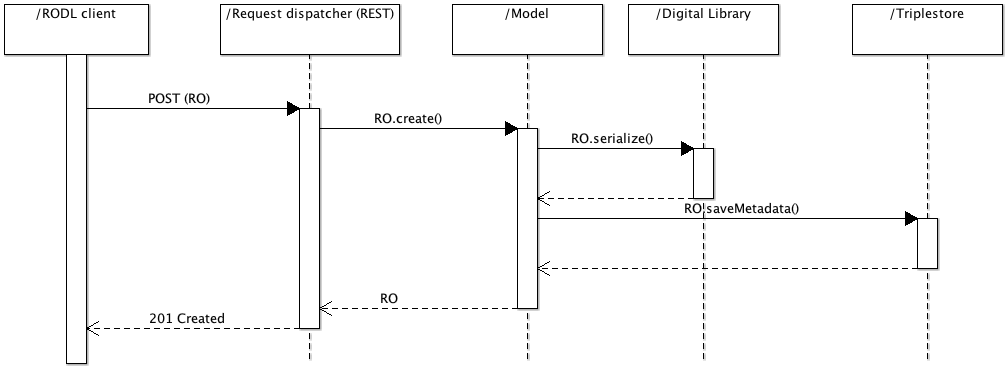 /RODL client
/Request dispatcher (REST)
/Model
/Digital Library
/Triplestore
POST (RO)
RO.create()
RO.serialize()
RO.saveMetadata()
RO
201 Created